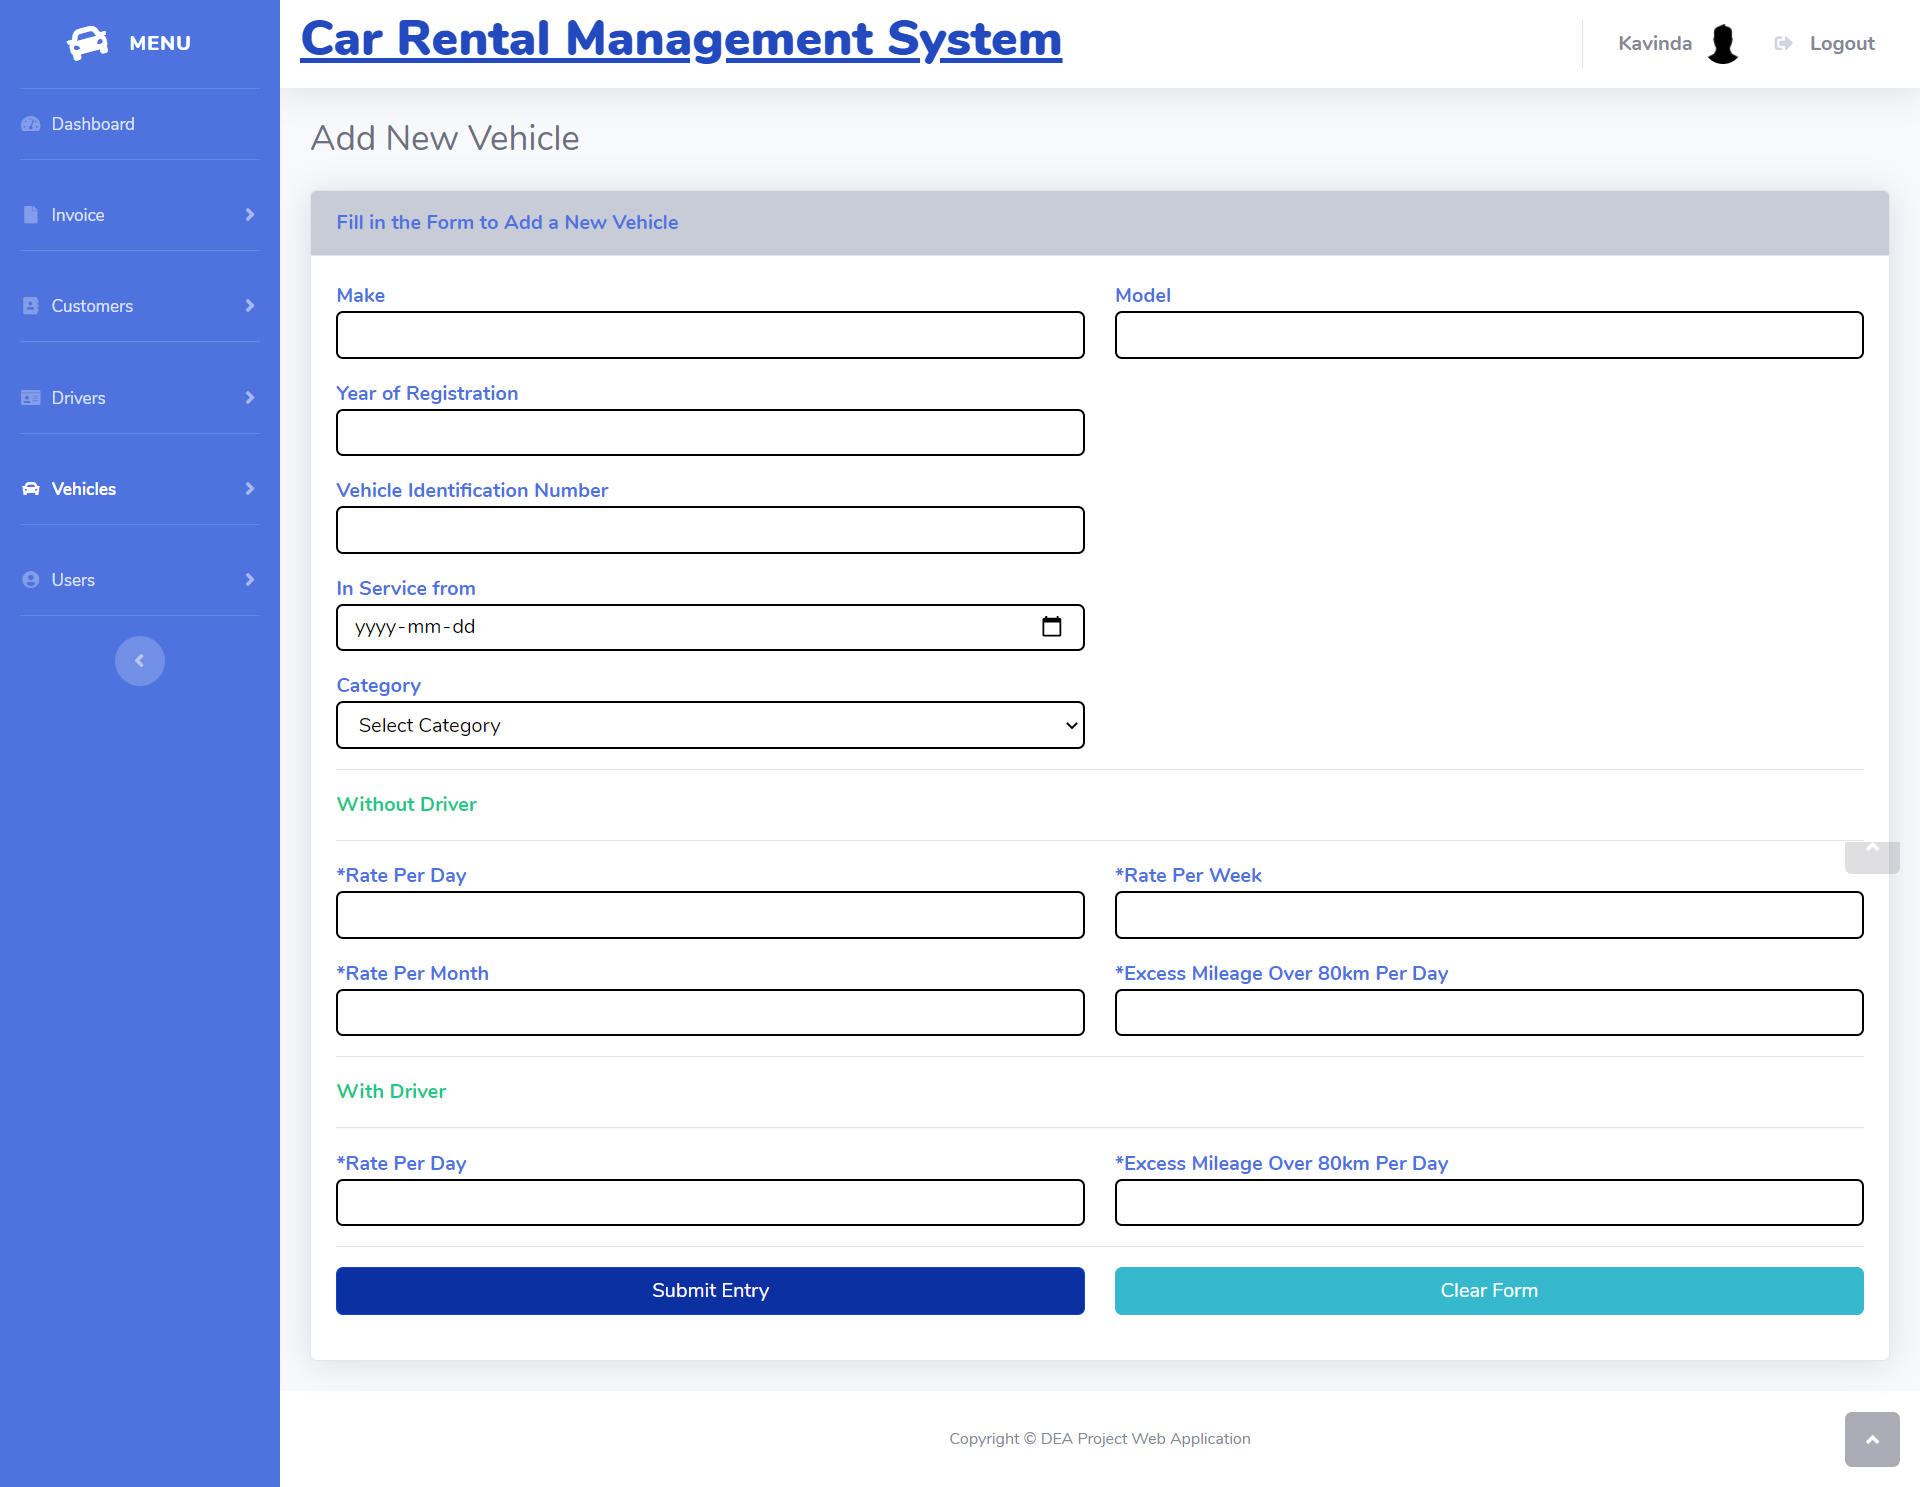 MENU
Car Rental Management System
Kavinda
Logout
Dashboard
Invoice
Customers
Drivers
Vehicles
Users
Add New Vehicle
Fill in the Form to Add a New Vehicle
Make
Model
Year of Registration
Vehicle Identification Number
In Service from
yyyy-mm-dd
Category
Select Category
Without Driver
*Rate Per Day
*Rate Per Week
*Rate Per Month
*Excess Mileage Over 80km Per Day
With Driver
*Rate Per Day
*Excess Mileage Over 80km Per Day
Submit Entry
Clear Form
Copyright © DEA Project Web Application